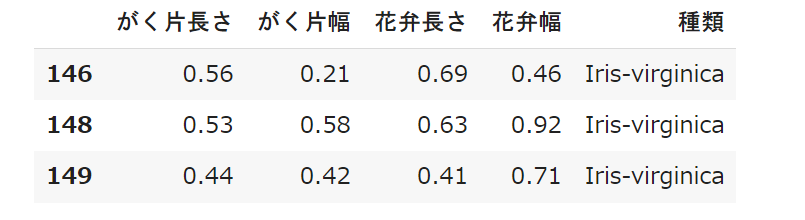 がく片長さ がく片幅 花弁長さ 花弁幅 種類
146 0.56 0.21 0.69 0.46 Iris-virginica
148 0.53 0.58 0.63 0.92 Iris-virginica
149 0.44 0.42 0.41 0.71 Iris-virginica